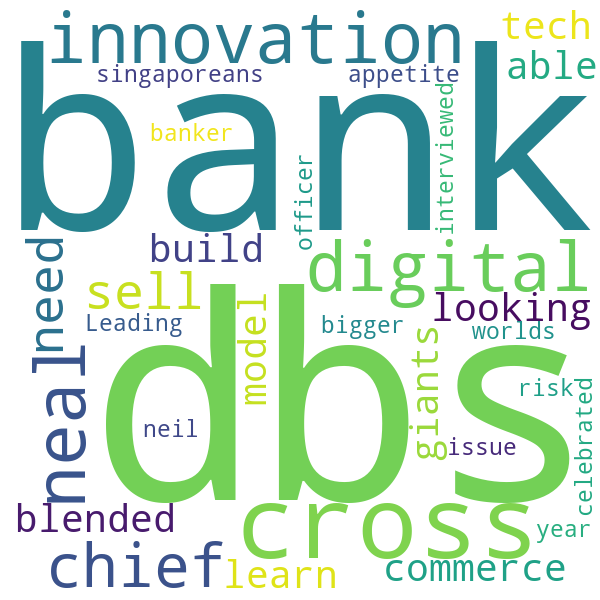 innovation
tech
able
singaporeans
appetite
bank
banker
interviewed
officer
build
need
digital
sell
looking
Leading
model
bigger
worlds
neal
dbs
giants
risk
celebrated
neil
issue
blended
cross
year
chief
learn
commerce